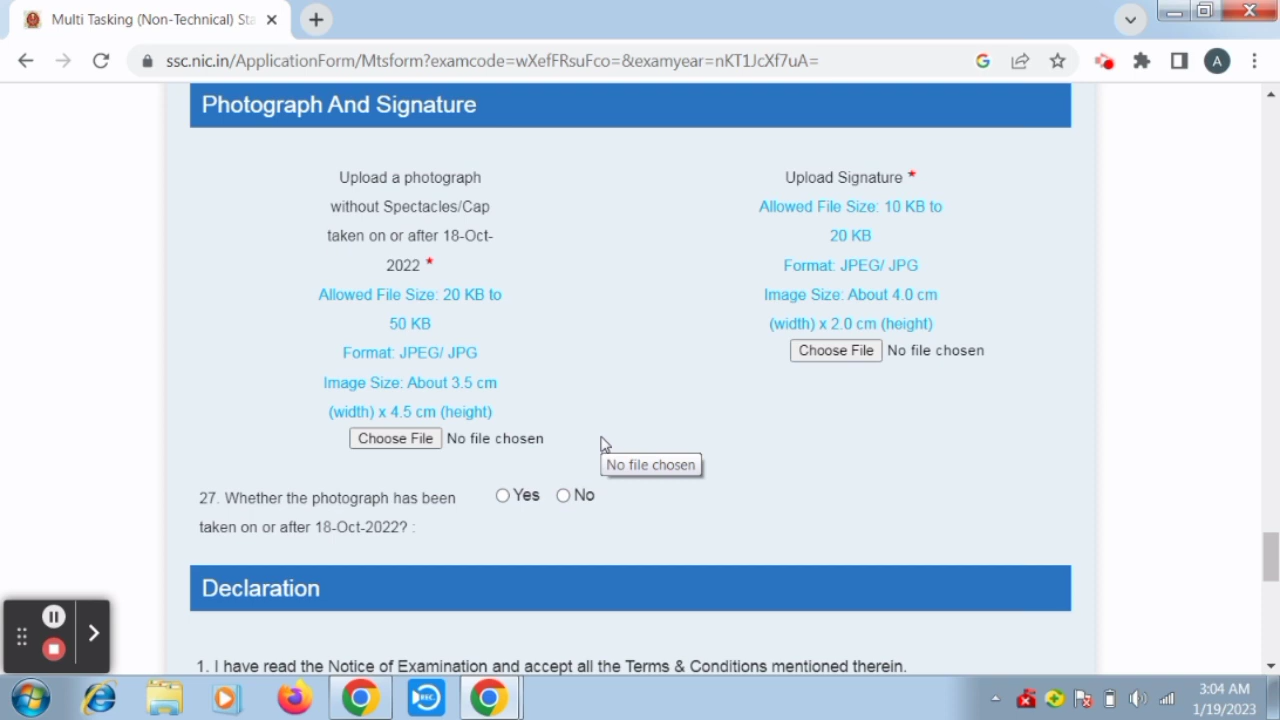 Multi Tasking (Non-Technical) Sta
ssc.nic.in/ApplicationForm/Mtsform?examcode=wXefFRsuFco=&examyear=nKT1JcXf7uA=
A
Photograph And Signature
Upload a photograph
without Spectacles/Cap
taken on or after 18-Oct-
2022 *
Allowed File Size: 20 KB to
50 KB
Format: JPEG/ JPG
Image Size: About 3.5 cm
(width) x 4.5 cm (height)
Choose File No file chosen
Upload Signature *
Allowed File Size: 10 KB to
20 KB
Format: JPEG/ JPG
Image Size: About 4.0 cm
(width) x 2.0 cm (height)
Choose File No file chosen
No file chosen
27. Whether the photograph has been
taken on or after 18-Oct-2022? :
Yes No
Declaration
1. I have read the Notice of Examination and accept all the Terms & Conditions mentioned therein.
REC
3:04 AM
1/19/2023